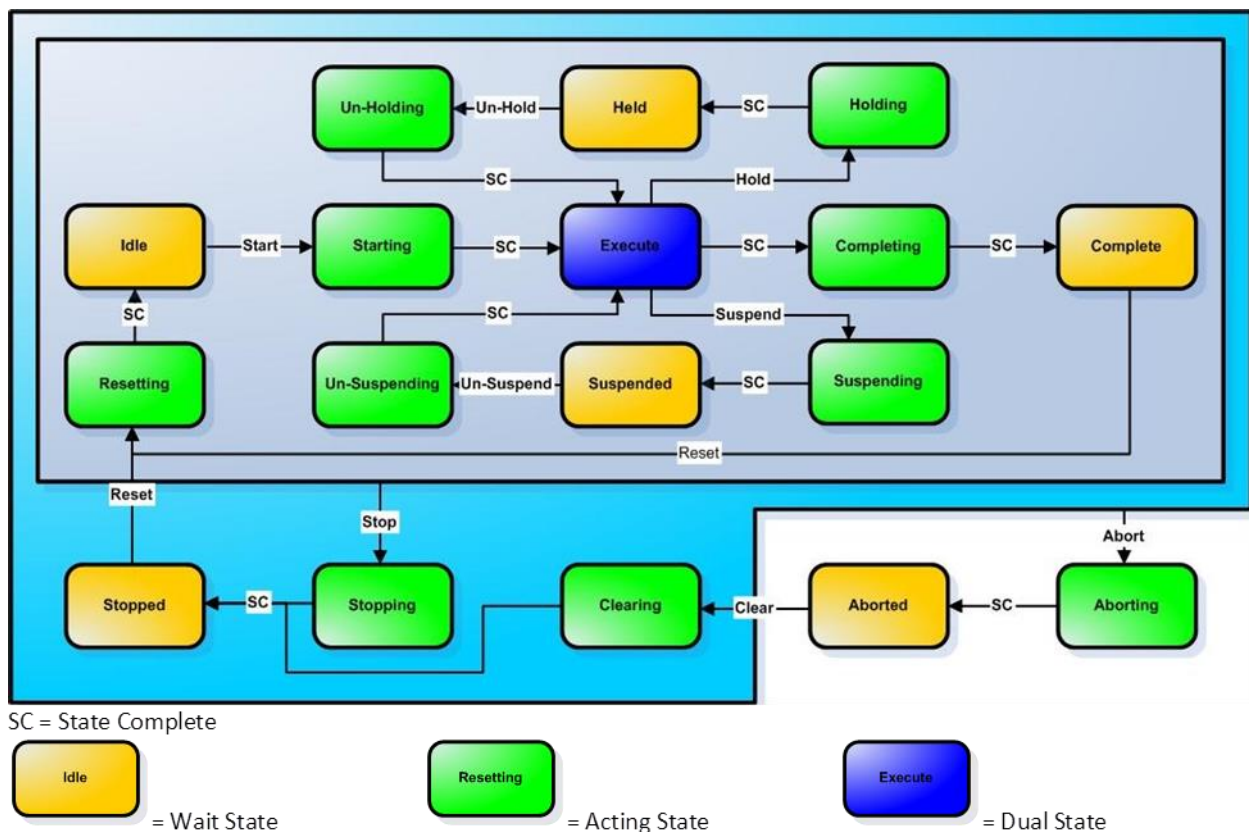 Un-Holding
Un-Hold
Held
SC
Holding
SC
Hold
Idle
Start
Starting
SC
Execute
SC
Completing
SC
Complete
SC
SC
Suspend
Resetting
Un-Suspending
Un-Suspend
Suspended
SC
Suspending
Reset
Reset
Stop
Abort
Stopped
SC
Stopping
Clearing
Clear
Aborted
SC
Aborting
SC = State Complete
Idle
= Wait State
Resetting
= Acting State
Execute
= Dual State